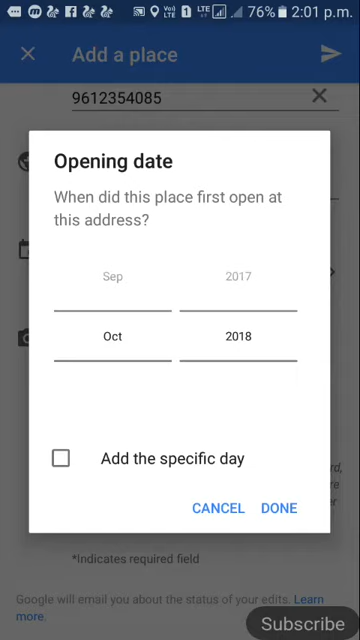 76% 2:01 p.m.
Add a place
9612354085
Opening date
When did this place first open at
this address?
Sep 2017
Oct 2018
Add the specific day
CANCEL DONE
*Indicates required field
Google will email you about the status of your edits. Learn
more.
Subscribe